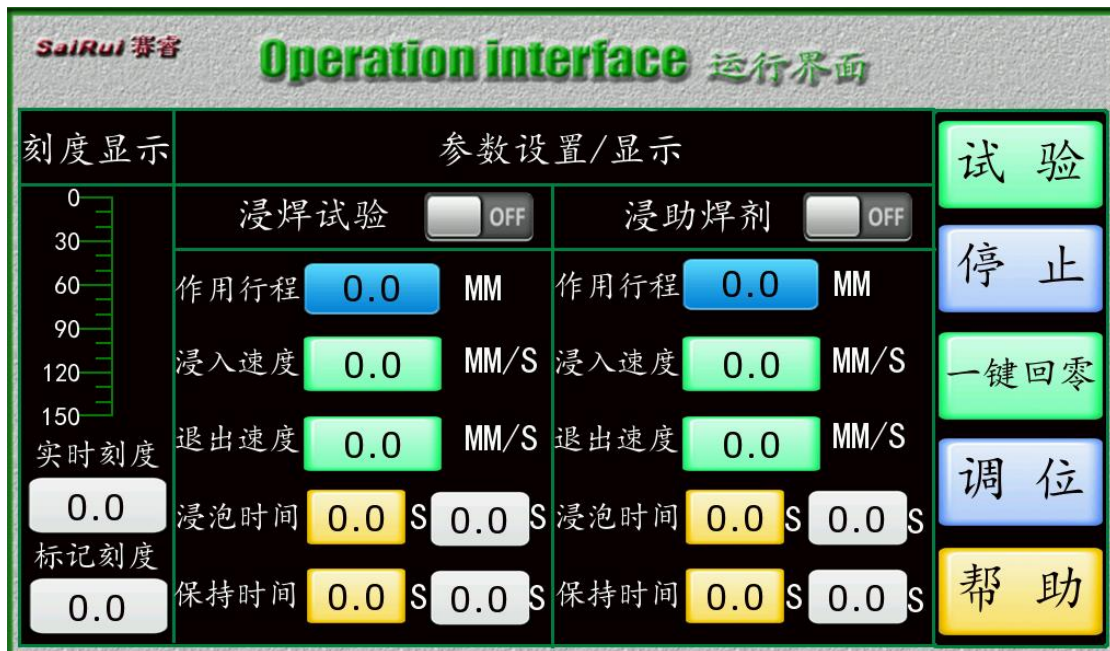 SaiRui 赛睿
Operation interface 运行界面
刻度显示
0
30
60
90
120
150
实时刻度
0.0
标记刻度
0.0
参数设置/显示
浸焊试验 OFF
作用行程 0.0 MM
浸入速度 0.0 MM/S
退出速度 0.0 MM/S
浸泡时间 0.0 S 0.0 S
保持时间 0.0 S 0.0 S
浸助焊剂 OFF
作用行程 0.0 MM
浸入速度 0.0 MM/S
退出速度 0.0 MM/S
浸泡时间 0.0 S 0.0 S
保持时间 0.0 S 0.0 S
试 验
停 止
一键回零
调 位
帮 助